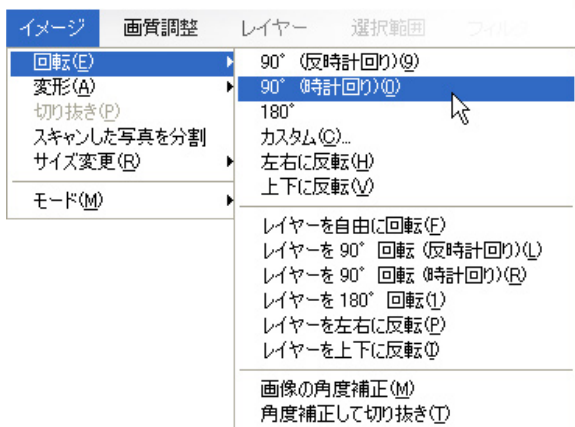 イメージ 画質調整 レイヤー 選択範囲 フィルタ
回転(E)
変形(A)
切り抜き(P)
スキャンした写真を分割
サイズ変更(R)
モード(M)
90° (反時計回り)(9)
90° (時計回り)(0)
180°
カスタム(C)...
左右に反転(H)
上下に反転(V)
レイヤーを自由に回転(F)
レイヤーを 90° 回転 (反時計回り)(L)
レイヤーを 90° 回転 (時計回り)(R)
レイヤーを 180° 回転(1)
レイヤーを左右に反転(P)
レイヤーを上下に反転(I)
画像の角度補正(M)
角度補正して切り抜き(T)